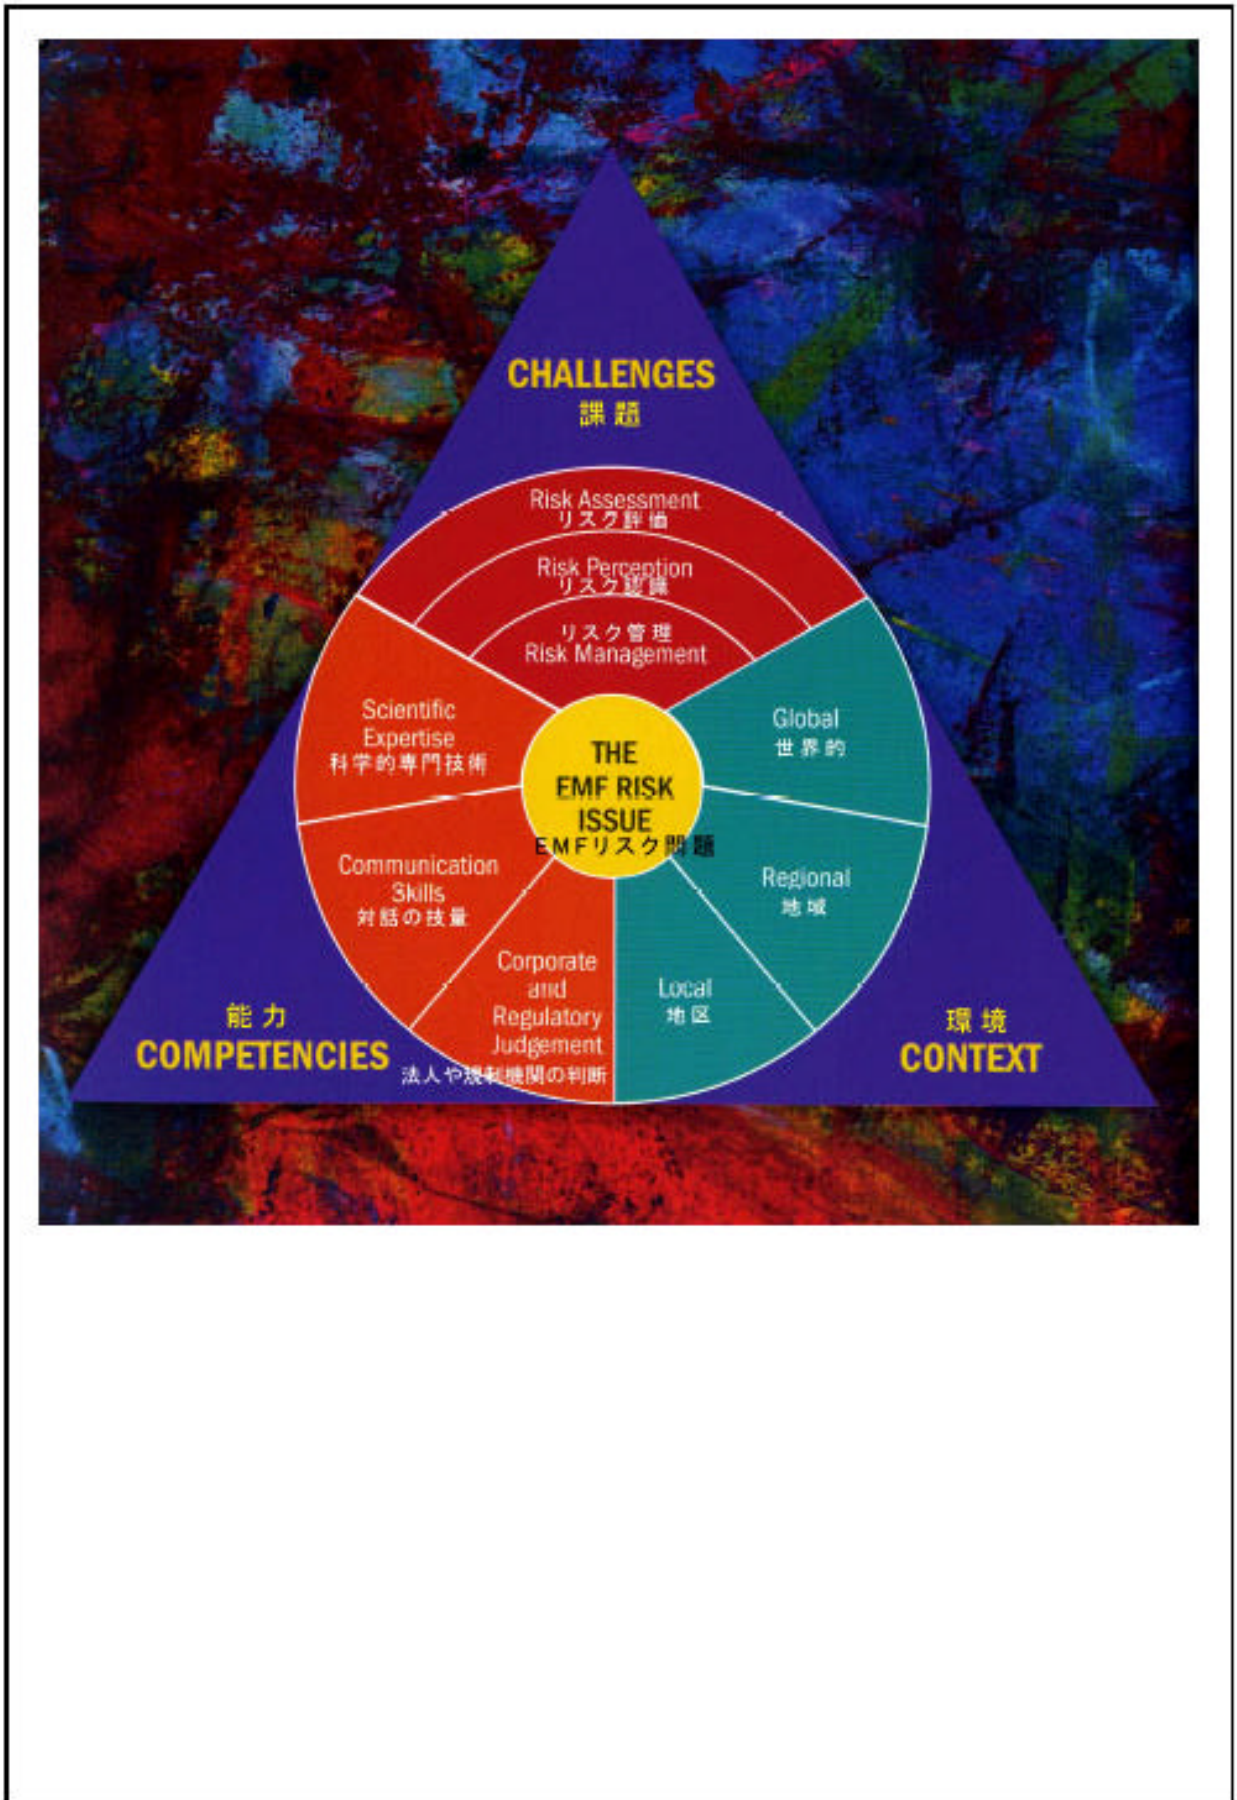 CHALLENGES
課題
Risk Assessment
リスク評価
Risk Perception
リスク認識
リスク管理
Risk Management
Scientific
Expertise
科学的専門技術
Global
世界的
THE
EMF RISK
ISSUE
EMFリスク問題
Communication
Skills
対話の技量
Regional
地域
Corporate
and
Regulatory
Judgement
法人や規制機関の判断
Local
地区
能力
COMPETENCIES
環境
CONTEXT